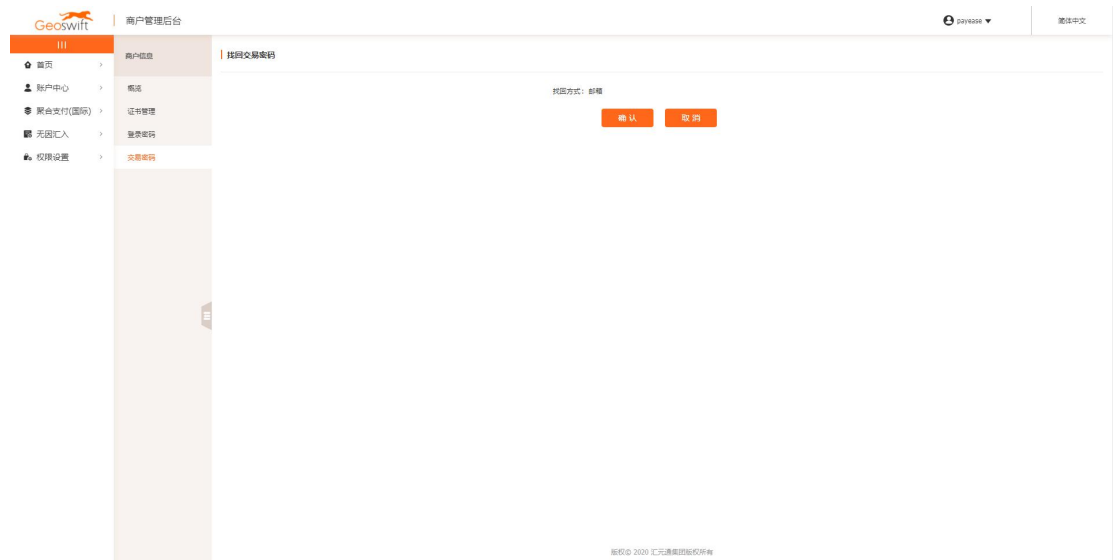 Geoswift
商户管理后台
payease
简体中文
首页
账户中心
聚合支付(国际)
无因汇入
权限设置
商户信息
概览
证书管理
登录密码
交易密码
找回交易密码
找回方式：邮箱
确 认
取 消
版权© 2020 汇元通集团版权所有